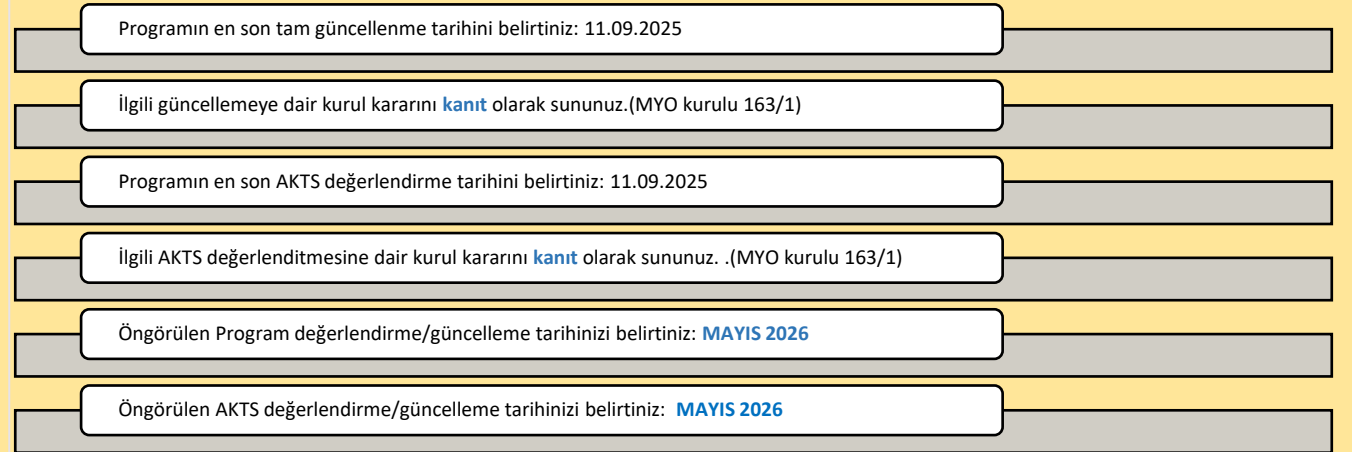 Programın en son tam güncellenme tarihini belirtiniz: 11.09.2025
İlgili güncellemeye dair kurul kararını kanıt olarak sununuz.(MYO kurulu 163/1)
Programın en son AKTS değerlendirme tarihini belirtiniz: 11.09.2025
İlgili AKTS değerlenditmesine dair kurul kararını kanıt olarak sununuz. .(MYO kurulu 163/1)
Öngörülen Program değerlendirme/güncelleme tarihinizi belirtiniz: MAYIS 2026
Öngörülen AKTS değerlendirme/güncelleme tarihinizi belirtiniz: MAYIS 2026